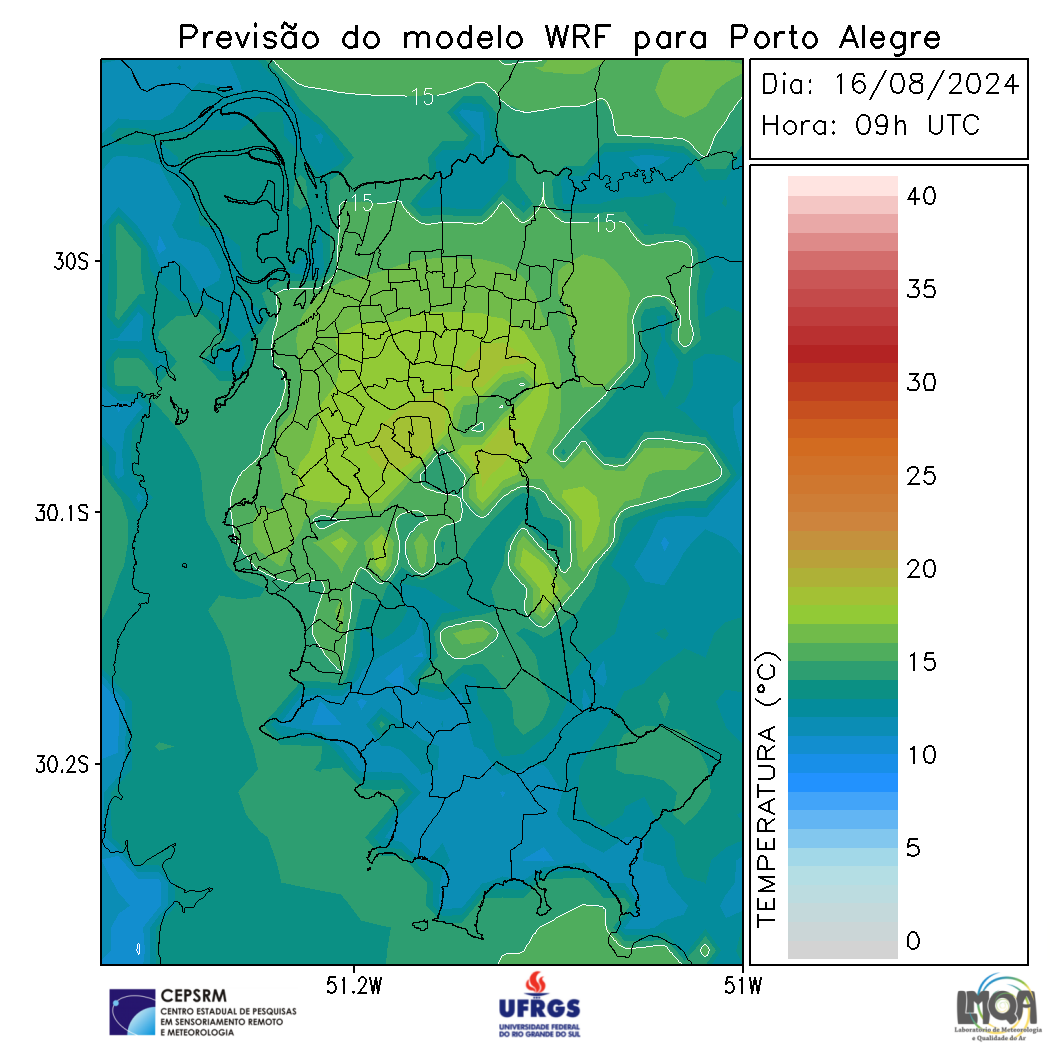 Previsão do modelo WRF para Porto Alegre
Dia: 16/08/2024
Hora: 09h UTC
15
15
15
30S
30.1S
30.2S
51.2W
51W
40
35
30
25
20
15
10
5
0
TEMPERATURA (°C)
CEPSRM
CENTRO ESTADUAL DE PESQUISAS
EM SENSORIAMENTO REMOTO
E METEOROLOGIA
UFRGS
UNIVERSIDADE FEDERAL
DO RIO GRANDE DO SUL
LMQA
Laboratório de Meteorologia
e Qualidade do Ar